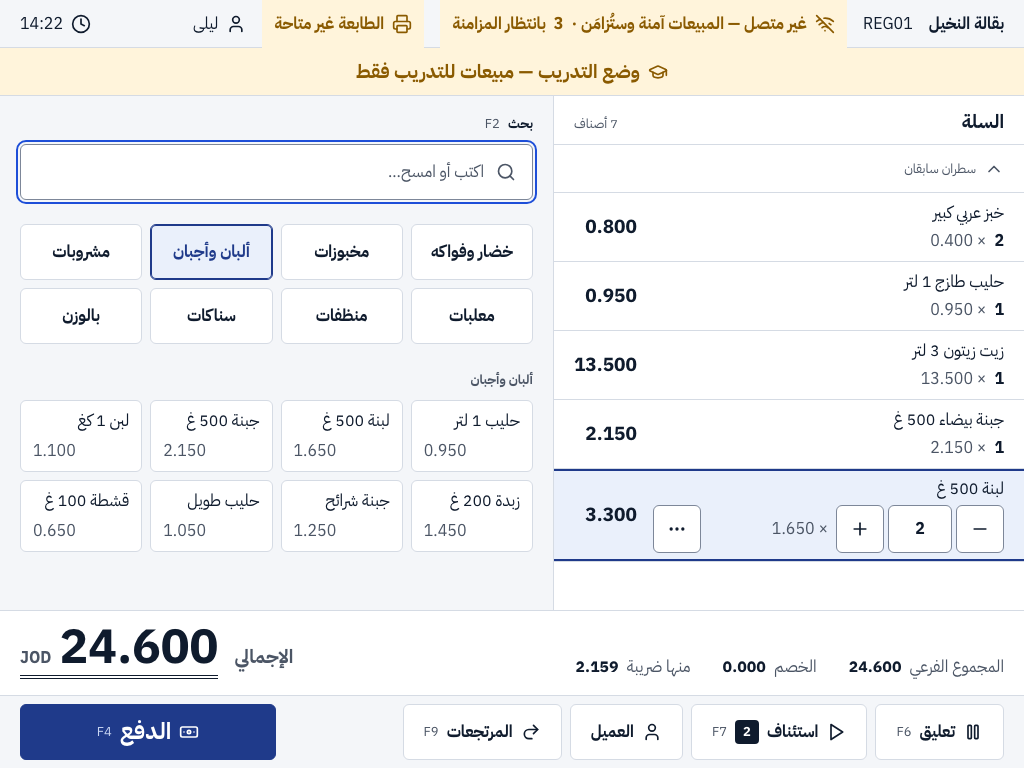 بقالة النخيل REG01 غير متصل — المبيعات آمنة وستُزامَن · 3 بانتظار المزامنة الطابعة غير متاحة ليلى 14:22
وضع التدريب — مبيعات للتدريب فقط
السلة 7 أصناف
سطران سابقان
خبز عربي كبير
2 × 0.400 0.800
حليب طازج 1 لتر
1 × 0.950 0.950
زيت زيتون 3 لتر
1 × 13.500 13.500
جبنة بيضاء 500 غ
1 × 2.150 2.150
لبنة 500 غ
− 2 + × 1.650 ... 3.300
بحث F2
اكتب أو امسح...
خضار وفواكه مخبوزات ألبان وأجبان مشروبات
معلبات منظفات سناكات بالوزن
ألبان وأجبان
حليب 1 لتر لبنة 500 غ جبنة 500 غ لبن 1 كغ
0.950 1.650 2.150 1.100
زبدة 200 غ جبنة شرائح حليب طويل قشطة 100 غ
1.450 1.250 1.050 0.650
المجموع الفرعي 24.600 الخصم 0.000 منها ضريبة 2.159
الإجمالي 24.600 JOD
تعليق F6 استئناف 2 F7 العميل المرتجعات F9 الدفع F4